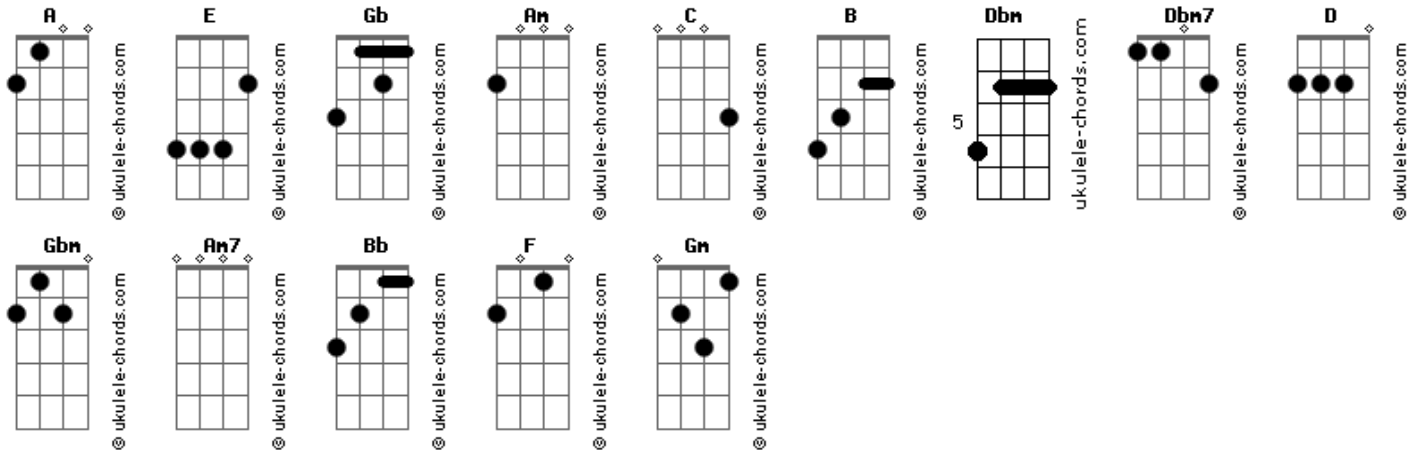 A E Gb Am C B Dbm Dbm7 D
© ukulele-chords.com © ukulele-chords.com © ukulele-chords.com © ukulele-chords.com © ukulele-chords.com © ukulele-chords.com ukulele-chords.com © ukulele-chords.com © ukulele-chords.com
5
Gbm Am7 Bb F Gm
© ukulele-chords.com © ukulele-chords.com © ukulele-chords.com © ukulele-chords.com © ukulele-chords.com